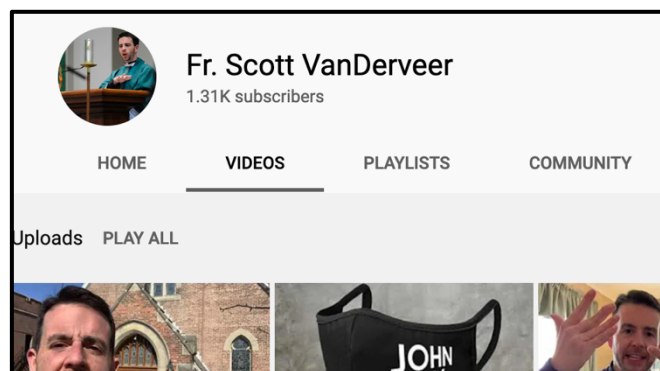 Fr. Scott VanDerveer
1.31K subscribers
HOME VIDEOS PLAYLISTS COMMUNITY
Uploads PLAY ALL
JOHN